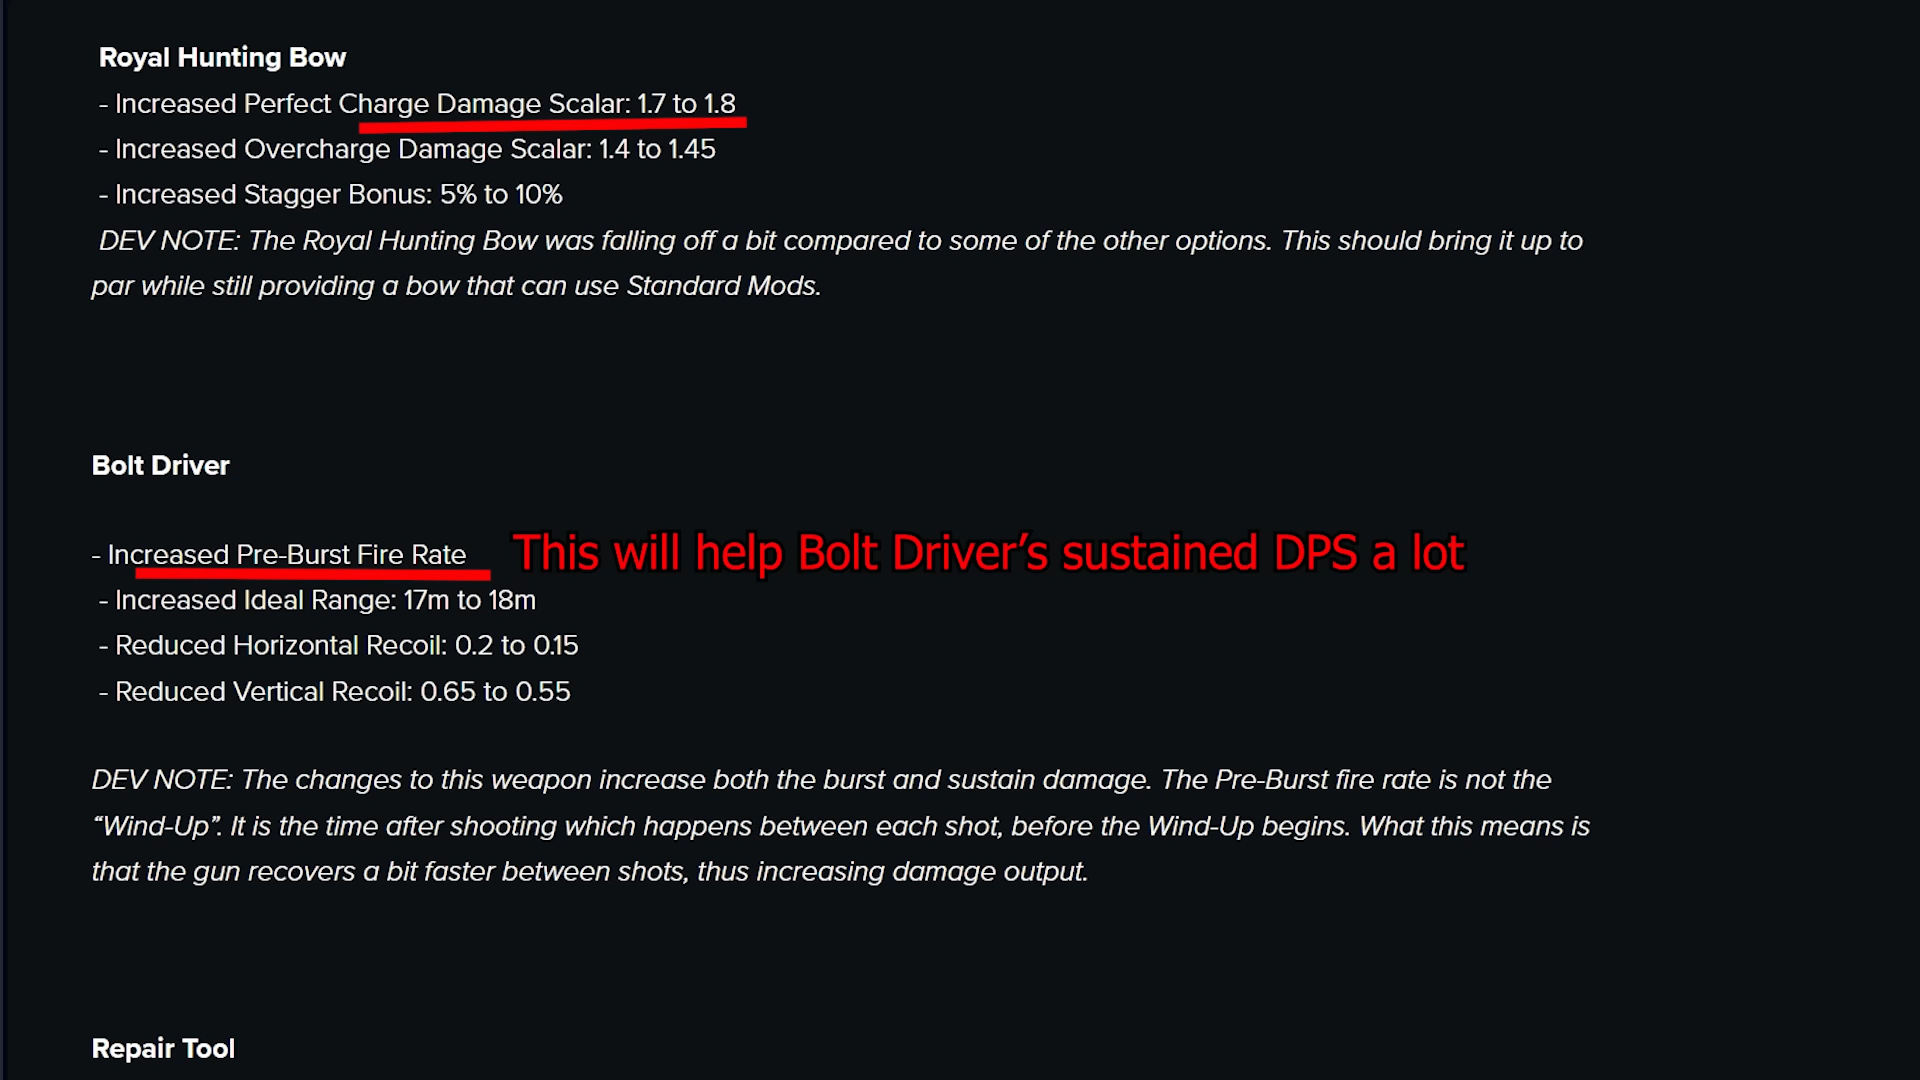 Royal Hunting Bow
- Increased Perfect Charge Damage Scalar: 1.7 to 1.8
- Increased Overcharge Damage Scalar: 1.4 to 1.45
- Increased Stagger Bonus: 5% to 10%
DEV NOTE: The Royal Hunting Bow was falling off a bit compared to some of the other options. This should bring it up to
par while still providing a bow that can use Standard Mods.
Bolt Driver
- Increased Pre-Burst Fire Rate This will help Bolt Driver’s sustained DPS a lot
- Increased Ideal Range: 17m to 18m
- Reduced Horizontal Recoil: 0.2 to 0.15
- Reduced Vertical Recoil: 0.65 to 0.55
DEV NOTE: The changes to this weapon increase both the burst and sustain damage. The Pre-Burst fire rate is not the
“Wind-Up”. It is the time after shooting which happens between each shot, before the Wind-Up begins. What this means is
that the gun recovers a bit faster between shots, thus increasing damage output.
Repair Tool